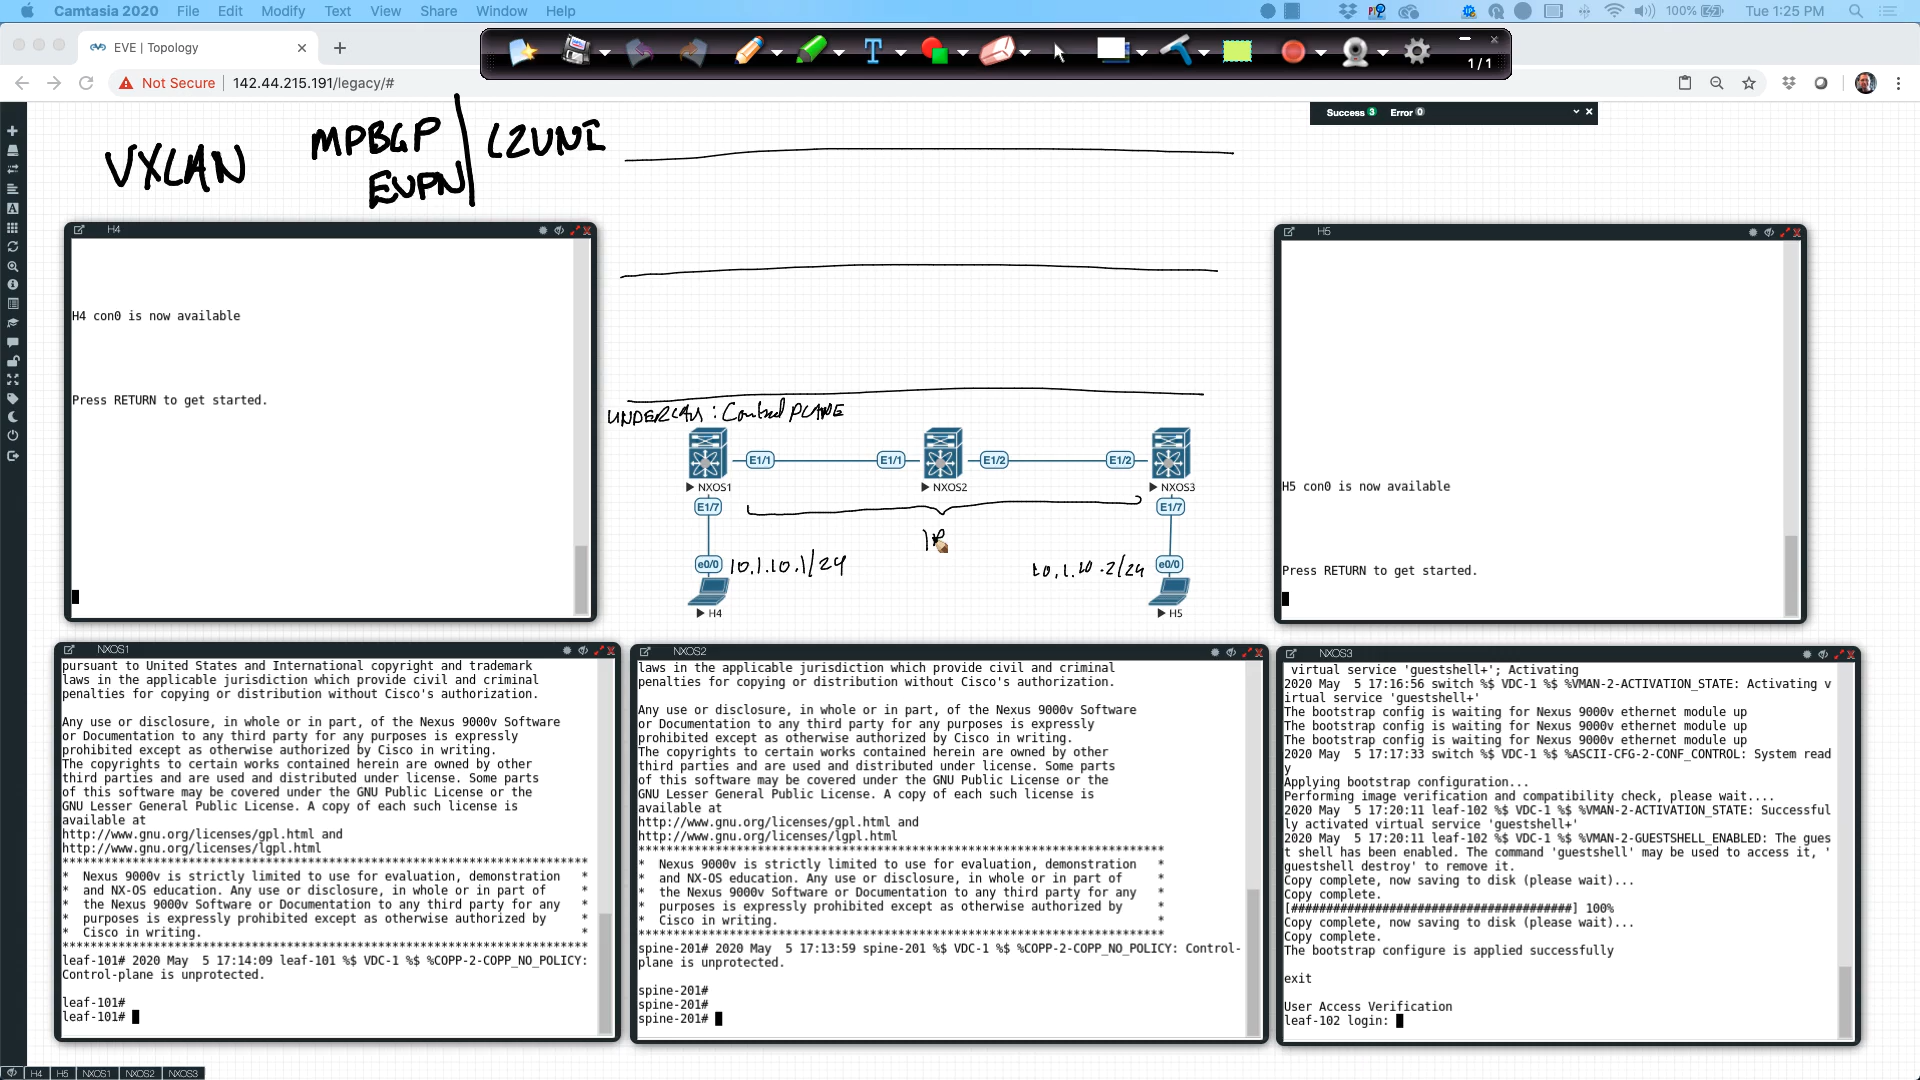 Camtasia 2020 File Edit Modify Text View Share Window Help 100% Tue 1:25 PM
EVE | Topology
1 / 1
Not Secure 142.44.215.191/legacy/#
Success 3 Error 0
VXLAN
MPBGP
EVPN
L2VNI
H4
H4 con0 is now available
Press RETURN to get started.
H5
H5 con0 is now available
Press RETURN to get started.
UNDERLAY : Control PLANE
E1/1 E1/1 E1/2 E1/2
NXOS1 NXOS2 NXOS3
E1/7 E1/7
IP
e0/0 10.1.10.1/24 10.1.10.2/24 e0/0
H4 H5
NXOS1
pursuant to United States and International copyright and trademark
laws in the applicable jurisdiction which provide civil and criminal
penalties for copying or distribution without Cisco's authorization.
Any use or disclosure, in whole or in part, of the Nexus 9000v Software
or Documentation to any third party for any purposes is expressly
prohibited except as otherwise authorized by Cisco in writing.
The copyrights to certain works contained herein are owned by other
third parties and are used and distributed under license. Some parts
of this software may be covered under the GNU Public License or the
GNU Lesser General Public License. A copy of each such license is
available at
http://www.gnu.org/licenses/gpl.html and
http://www.gnu.org/licenses/lgpl.html
***************************************************************************
* Nexus 9000v is strictly limited to use for evaluation, demonstration *
* and NX-OS education. Any use or disclosure, in whole or in part of *
* the Nexus 9000v Software or Documentation to any third party for any *
* purposes is expressly prohibited except as otherwise authorized by *
* Cisco in writing. *
***************************************************************************
leaf-101# 2020 May  5 17:14:09 leaf-101 %$ VDC-1 %$ %COPP-2-COPP_NO_POLICY:
Control-plane is unprotected.
leaf-101#
leaf-101#
NXOS2
laws in the applicable jurisdiction which provide civil and criminal
penalties for copying or distribution without Cisco's authorization.
Any use or disclosure, in whole or in part, of the Nexus 9000v Software
or Documentation to any third party for any purposes is expressly
prohibited except as otherwise authorized by Cisco in writing.
The copyrights to certain works contained herein are owned by other
third parties and are used and distributed under license. Some parts
of this software may be covered under the GNU Public License or the
GNU Lesser General Public License. A copy of each such license is
available at
http://www.gnu.org/licenses/gpl.html and
http://www.gnu.org/licenses/lgpl.html
***************************************************************************
* Nexus 9000v is strictly limited to use for evaluation, demonstration *
* and NX-OS education. Any use or disclosure, in whole or in part of *
* the Nexus 9000v Software or Documentation to any third party for any *
* purposes is expressly prohibited except as otherwise authorized by *
* Cisco in writing. *
***************************************************************************
spine-201# 2020 May  5 17:13:59 spine-201 %$ VDC-1 %$ %COPP-2-COPP_NO_POLICY: Control-
plane is unprotected.
spine-201#
spine-201#
spine-201#
NXOS3
virtual service 'guestshell+'; Activating
2020 May  5 17:16:56 switch %$ VDC-1 %$ %VMAN-2-ACTIVATION_STATE: Activating v
irtual service 'guestshell+'
The bootstrap config is waiting for Nexus 9000v ethernet module up
The bootstrap config is waiting for Nexus 9000v ethernet module up
The bootstrap config is waiting for Nexus 9000v ethernet module up
2020 May  5 17:17:33 switch %$ VDC-1 %$ %ASCII-CFG-2-CONF_CONTROL: System read
y
Applying bootstrap configuration...
Performing image verification and compatibility check, please wait....
2020 May  5 17:20:11 leaf-102 %$ VDC-1 %$ %VMAN-2-ACTIVATION_STATE: Successful
ly activated virtual service 'guestshell+'
2020 May  5 17:20:11 leaf-102 %$ VDC-1 %$ %VMAN-2-GUESTSHELL_ENABLED: The gues
t shell has been enabled. The command 'guestshell' may be used to access it, '
guestshell destroy' to remove it.
Copy complete, now saving to disk (please wait)...
Copy complete.
[########################################] 100%
Copy complete, now saving to disk (please wait)...
Copy complete.
The bootstrap configure is applied successfully
exit
User Access Verification
leaf-102 login:
H4 H5 NXOS1 NXOS2 NXOS3